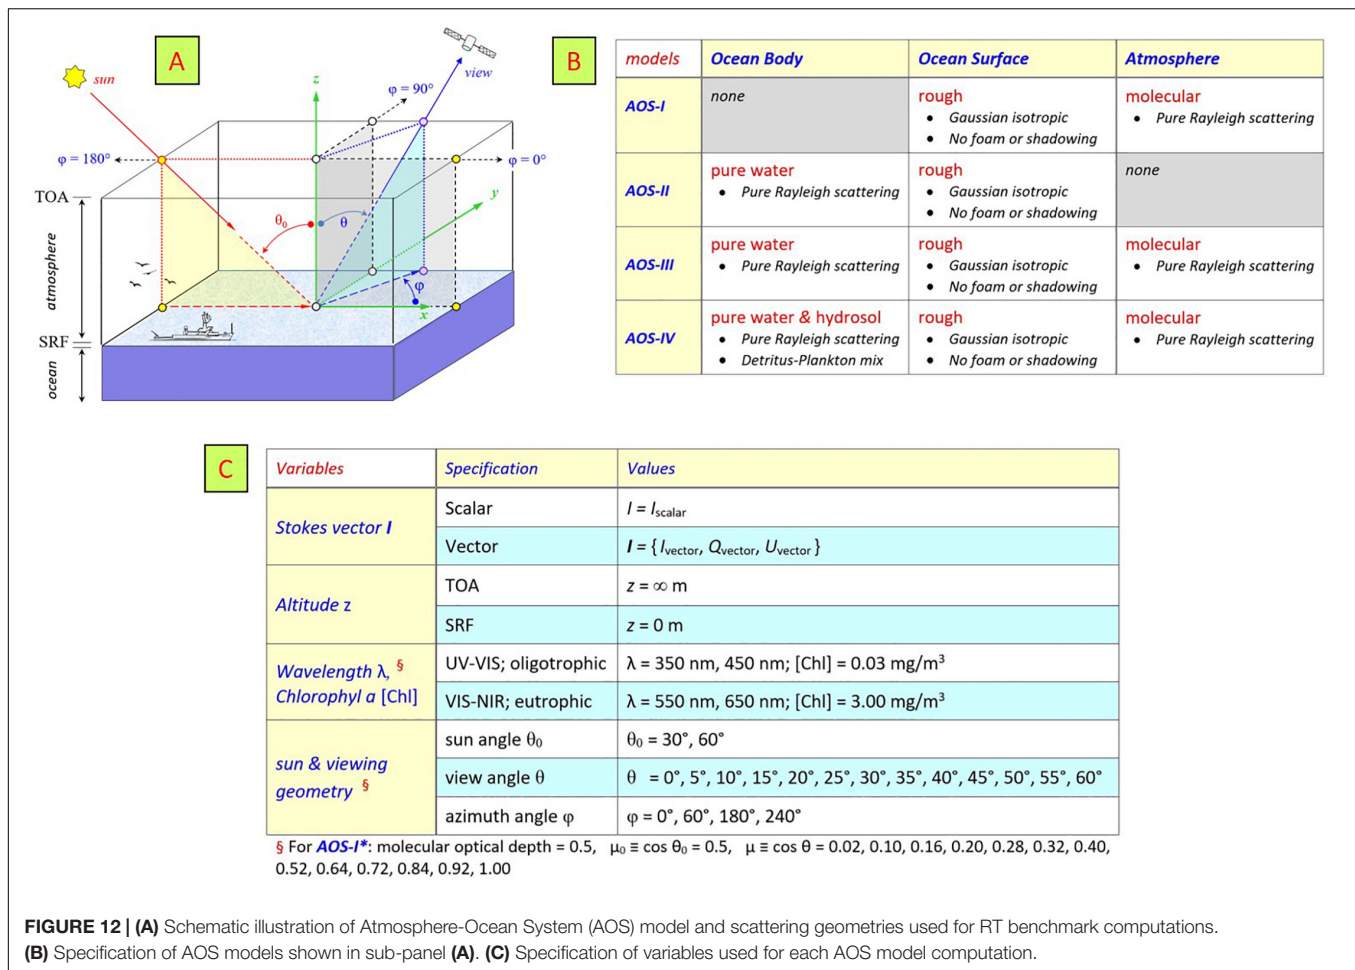 A
sun
z
view
φ = 90°
φ = 180°
φ = 0°
TOA
θ₀
θ
y
atmosphere
φ
x
SRF
ocean
B
models Ocean Body Ocean Surface Atmosphere
AOS-I none rough molecular
• Gaussian isotropic • Pure Rayleigh scattering
• No foam or shadowing
AOS-II pure water rough none
• Pure Rayleigh scattering • Gaussian isotropic
• No foam or shadowing
AOS-III pure water rough molecular
• Pure Rayleigh scattering • Gaussian isotropic • Pure Rayleigh scattering
• No foam or shadowing
AOS-IV pure water & hydrosol rough molecular
• Pure Rayleigh scattering • Gaussian isotropic • Pure Rayleigh scattering
• Detritus-Plankton mix • No foam or shadowing
C
Variables Specification Values
Stokes vector I
Scalar I = Iscalar
Vector I = { Ivector, Qvector, Uvector }
Altitude z
TOA z = ∞ m
SRF z = 0 m
Wavelength λ, §
Chlorophyl a [Chl]
UV-VIS; oligotrophic λ = 350 nm, 450 nm; [Chl] = 0.03 mg/m³
VIS-NIR; eutrophic λ = 550 nm, 650 nm; [Chl] = 3.00 mg/m³
sun & viewing
geometry §
sun angle θ₀ θ₀ = 30°, 60°
view angle θ θ = 0°, 5°, 10°, 15°, 20°, 25°, 30°, 35°, 40°, 45°, 50°, 55°, 60°
azimuth angle φ φ = 0°, 60°, 180°, 240°
§ For AOS-I*: molecular optical depth = 0.5, μ₀ ≡ cos θ₀ = 0.5, μ ≡ cos θ = 0.02, 0.10, 0.16, 0.20, 0.28, 0.32, 0.40,
0.52, 0.64, 0.72, 0.84, 0.92, 1.00
FIGURE 12 | (A) Schematic illustration of Atmosphere-Ocean System (AOS) model and scattering geometries used for RT benchmark computations.
(B) Specification of AOS models shown in sub-panel (A). (C) Specification of variables used for each AOS model computation.